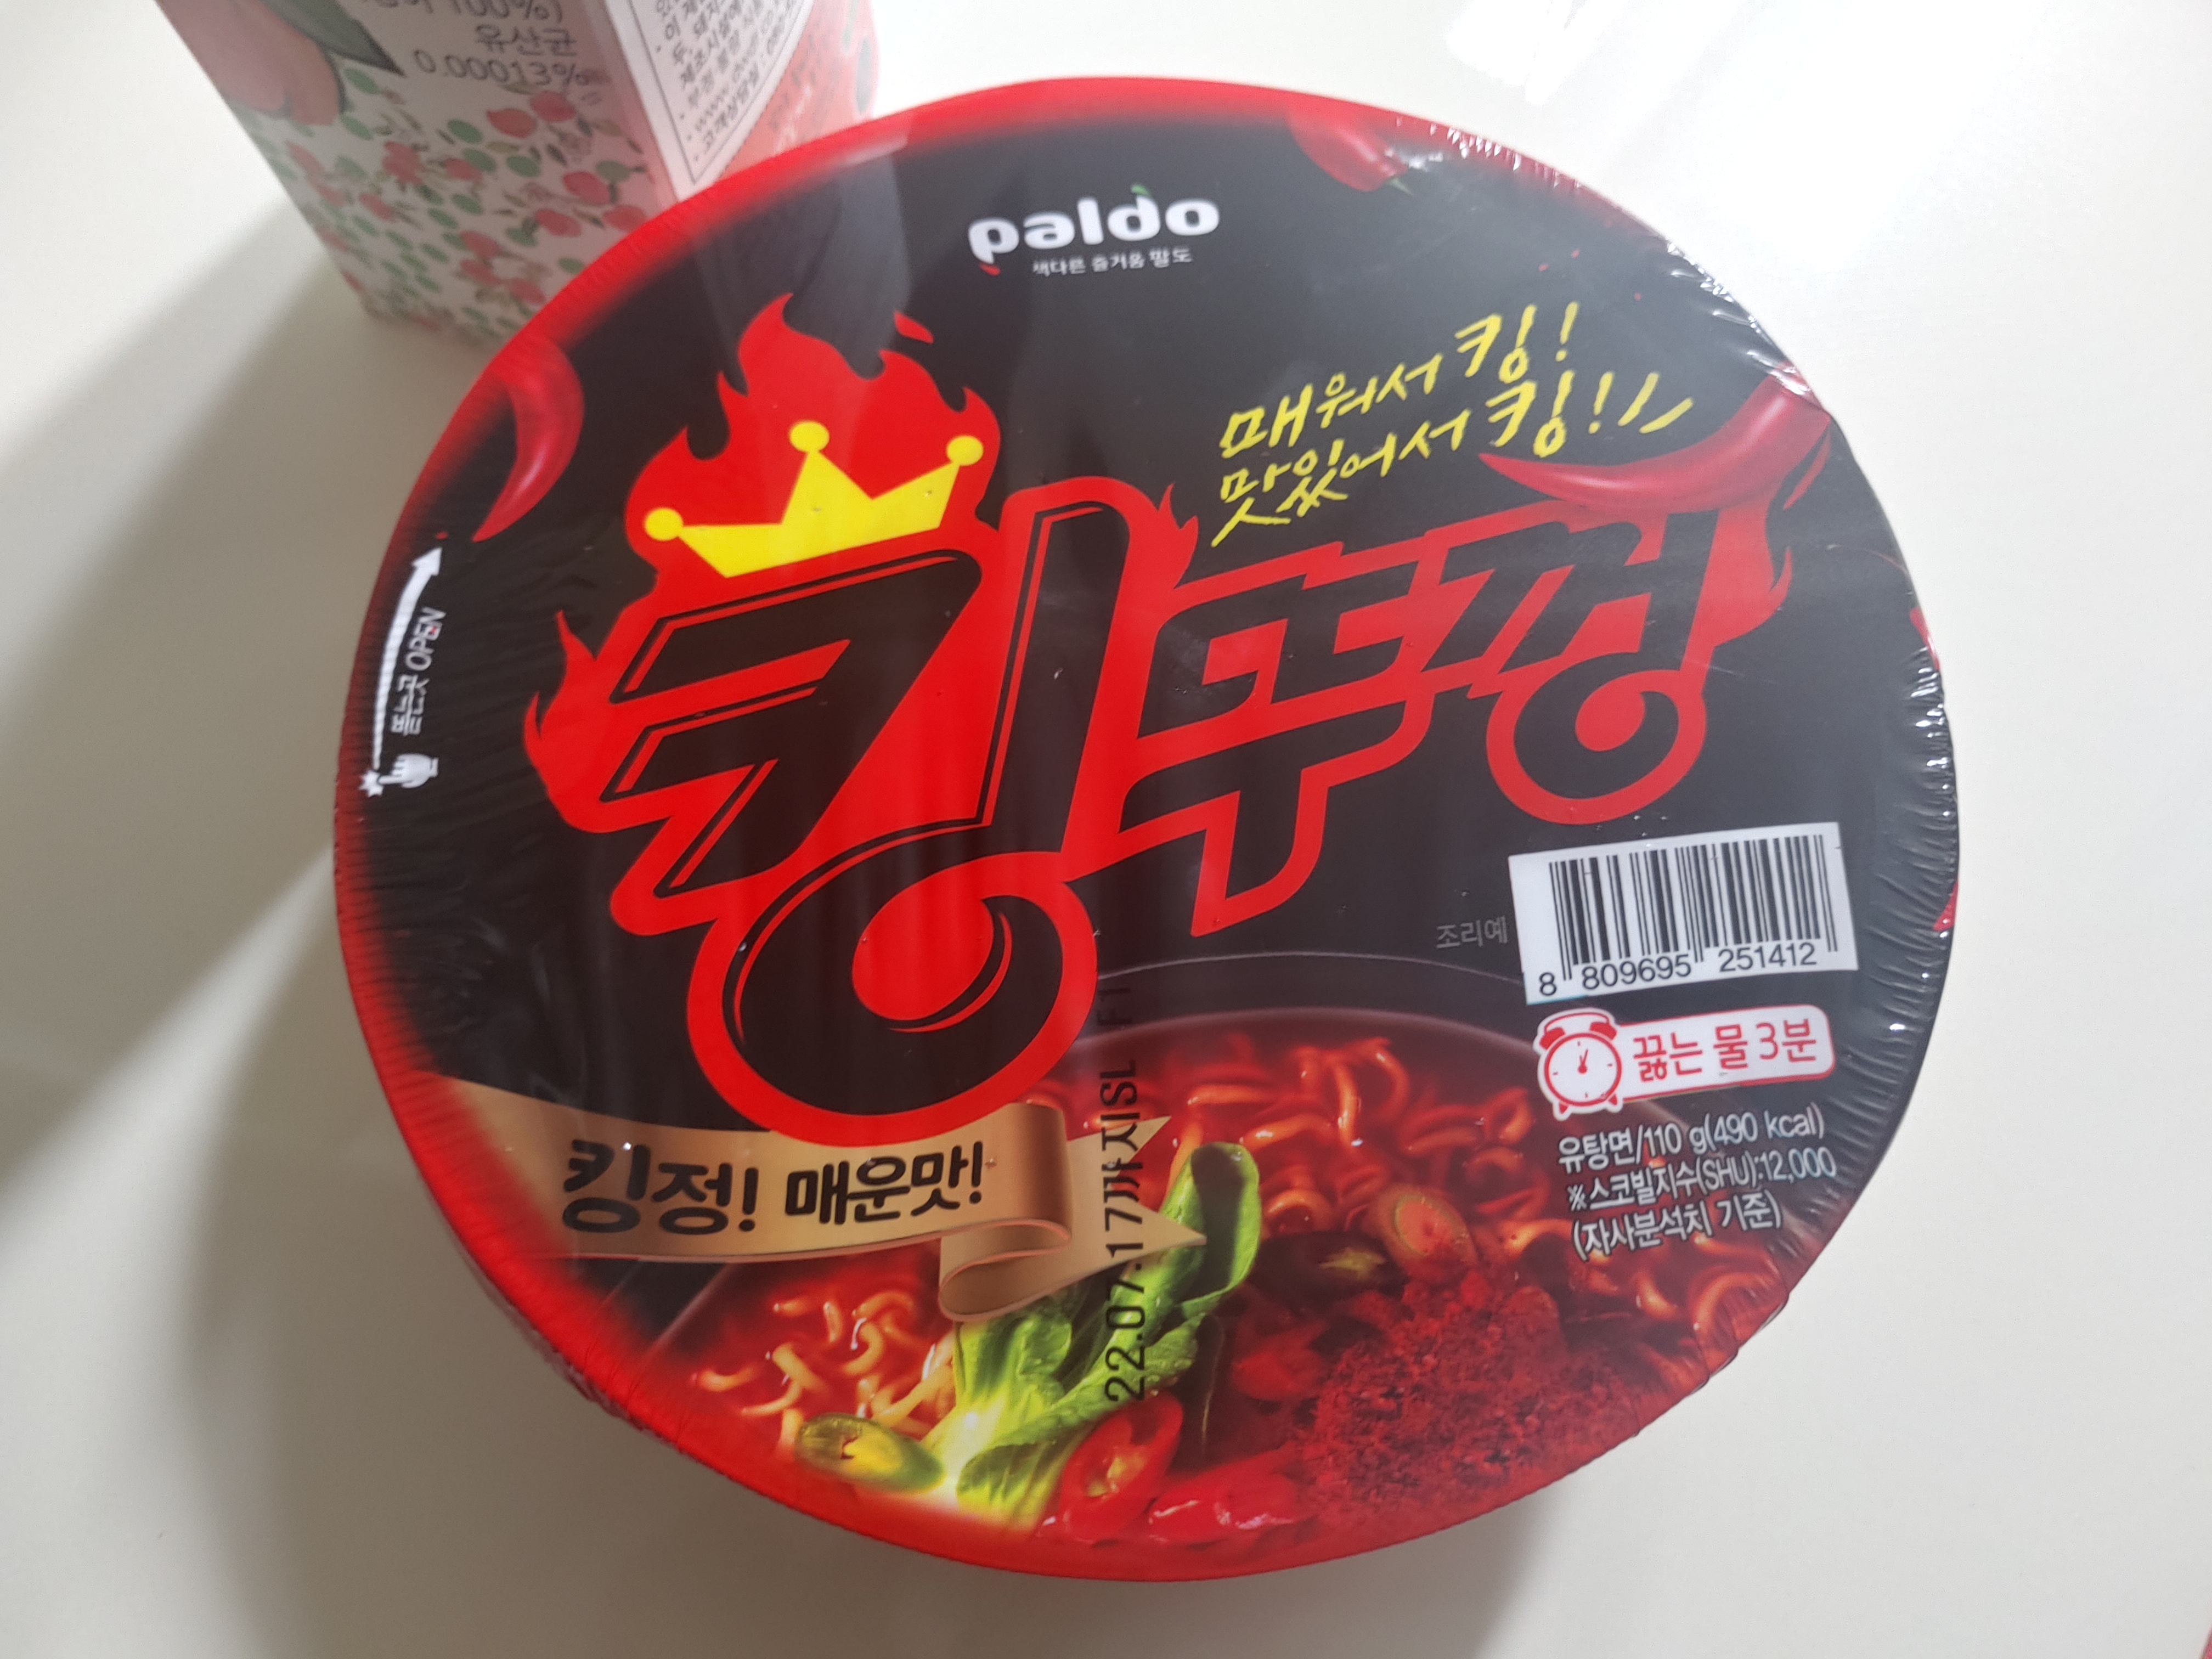 100%)
유산균
0.00013%
paldo
색다른 즐거움 팔도
매워서 킹!
맛있어서 킹!!
킹뚜껑
뜯는곳 OPEN
조리예
8 809695 251412
끓는 물 3분
유탕면/110 g(490 kcal)
※스코빌지수(SHU):12,000
(자사분석치 기준)
킹정! 매운맛!
22.07.17까지SL F1